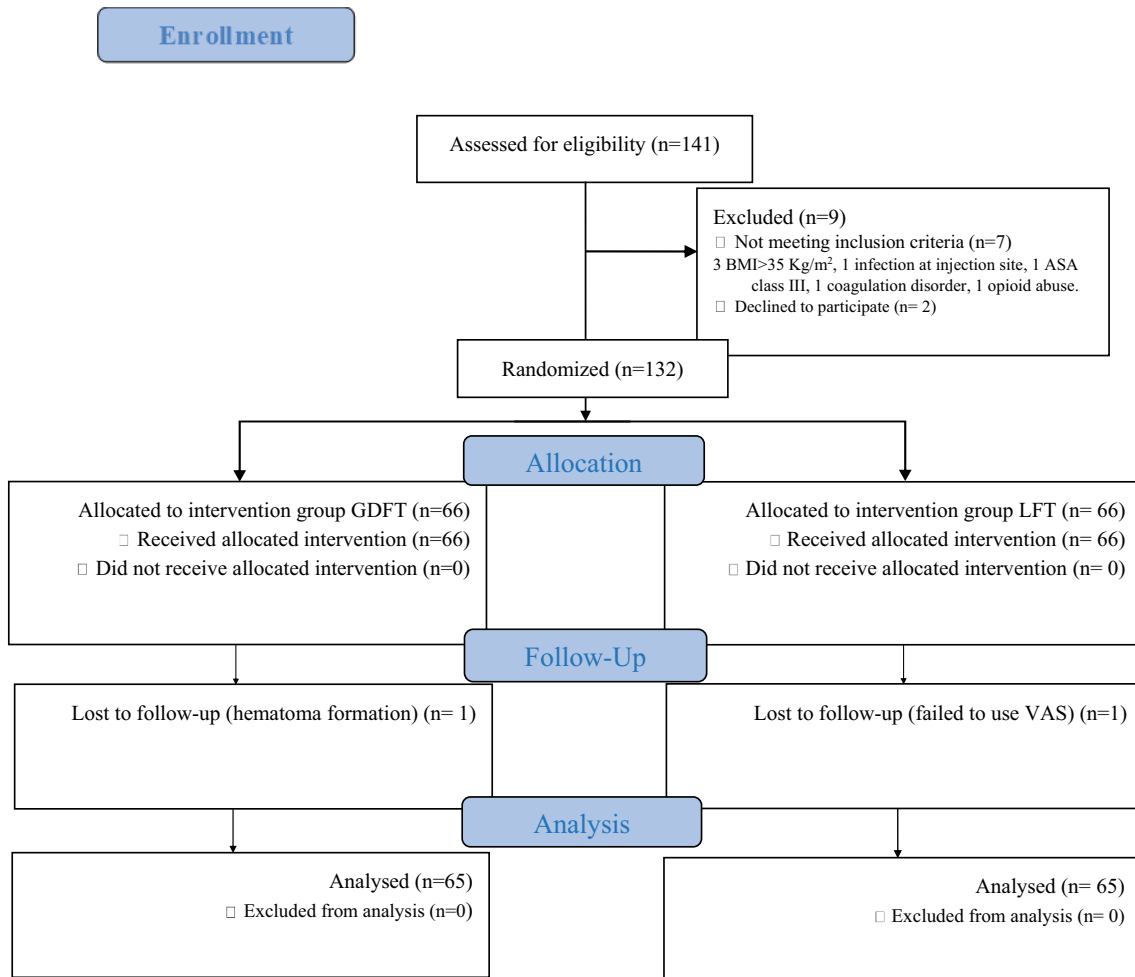 Enrollment
Assessed for eligibility (n=141)
Excluded (n=9)
□ Not meeting inclusion criteria (n=7)
3 BMI>35 Kg/m², 1 infection at injection site, 1 ASA
class III, 1 coagulation disorder, 1 opioid abuse.
□ Declined to participate (n= 2)
Randomized (n=132)
Allocation
Allocated to intervention group GDFT (n=66)
□ Received allocated intervention (n=66)
□ Did not receive allocated intervention (n=0)
Allocated to intervention group LFT (n= 66)
□ Received allocated intervention (n= 66)
□ Did not receive allocated intervention (n= 0)
Follow-Up
Lost to follow-up (hematoma formation) (n= 1)
Lost to follow-up (failed to use VAS) (n=1)
Analysis
Analysed (n=65)
□ Excluded from analysis (n=0)
Analysed (n= 65)
□ Excluded from analysis (n= 0)